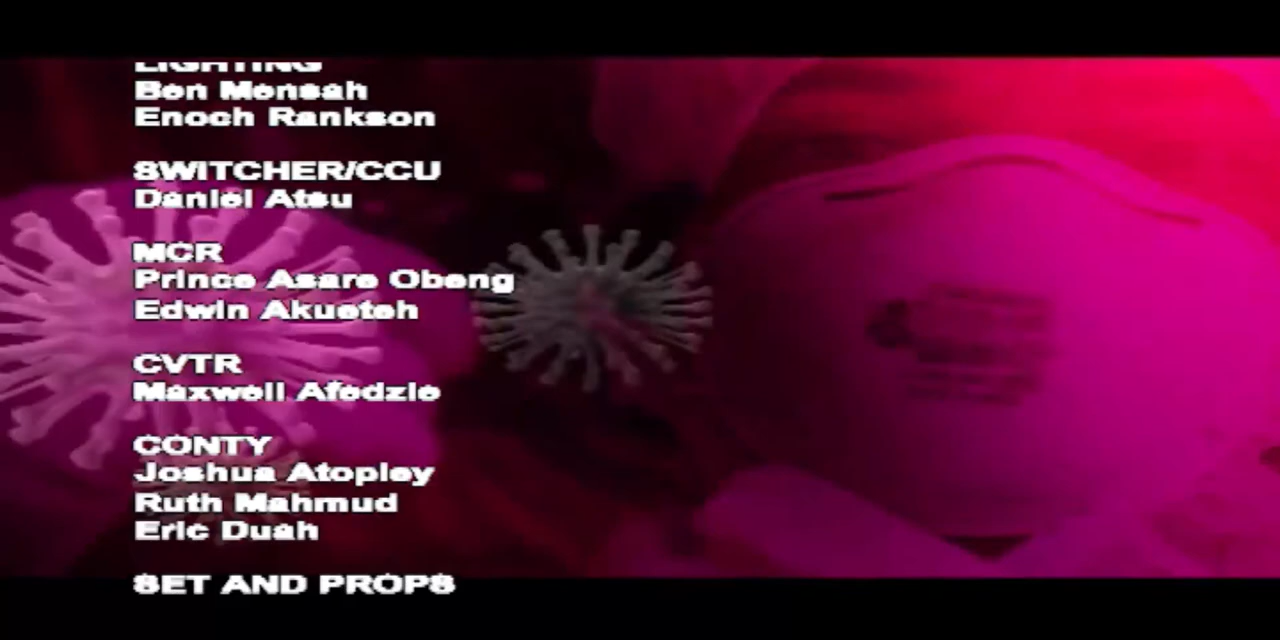 LIGHTING
Ben Mensah
Enoch Rankson
SWITCHER/CCU
Daniel Atsu
MCR
Prince Asare Obeng
Edwin Akueteh
CVTR
Maxwell Afedzie
CONTY
Joshua Atopley
Ruth Mahmud
Eric Duah
SET AND PROPS